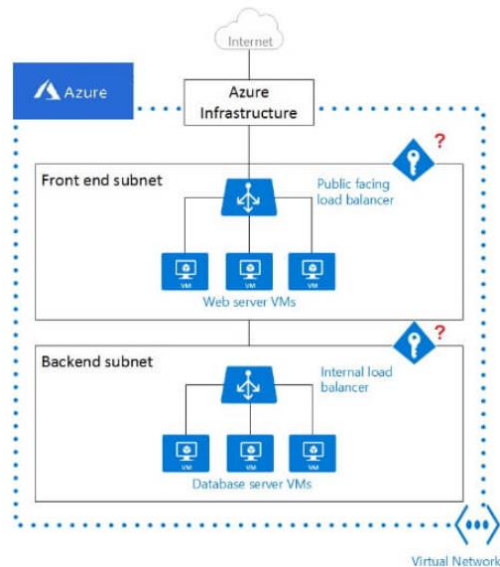 Internet
Azure
Azure
Infrastructure
?
Front end subnet
Public facing
load balancer
VM
VM
VM
Web server VMs
?
Backend subnet
Internal load
balancer
VM
VM
VM
Database server VMs
Virtual Network